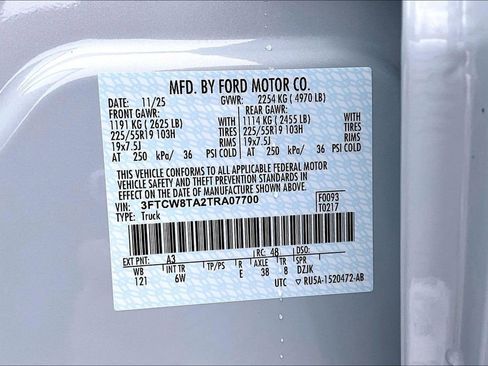 MFD. BY FORD MOTOR CO.
DATE: 11/25 GVWR: 2254 KG ( 4970 LB)
FRONT GAWR: REAR GAWR:
1191 KG ( 2625 LB) 1114 KG ( 2455 LB)
225/55R19 103H TIRES 225/55R19 103H TIRES
19x7.5J RIMS 19x7.5J RIMS
AT 250 kPa/ 36 PSI COLD AT 250 kPa/ 36 PSI COLD
THIS VEHICLE CONFORMS TO ALL APPLICABLE FEDERAL MOTOR
VEHICLE SAFETY, BUMPER, AND THEFT PREVENTION STANDARDS IN
EFFECT ON THE DATE OF MANUFACTURE SHOWN ABOVE.
VIN: 3FTCW8TA2TRA07700 F0093
TYPE: Truck T0217
EXT PNT: A3 RC: 48 DSO:
WB INT TR TP/PS R AXLE TR SPR
121 6W E 38 8 DZJK
UTC RU5A-1520472-AB